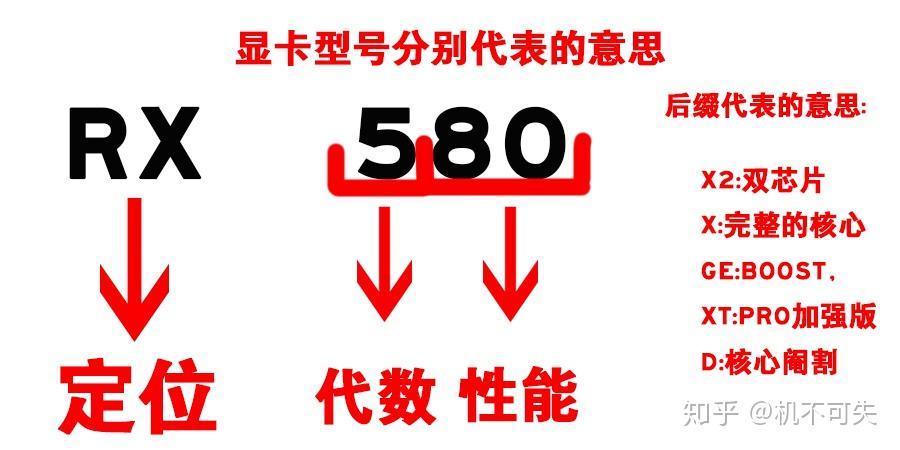 显卡型号分别代表的意思
RX 580
定位
代数 性能
后缀代表的意思:
X2:双芯片
X:完整的核心
GE:BOOST,
XT:PRO加强版
D:核心阉割
知乎 @机不可失